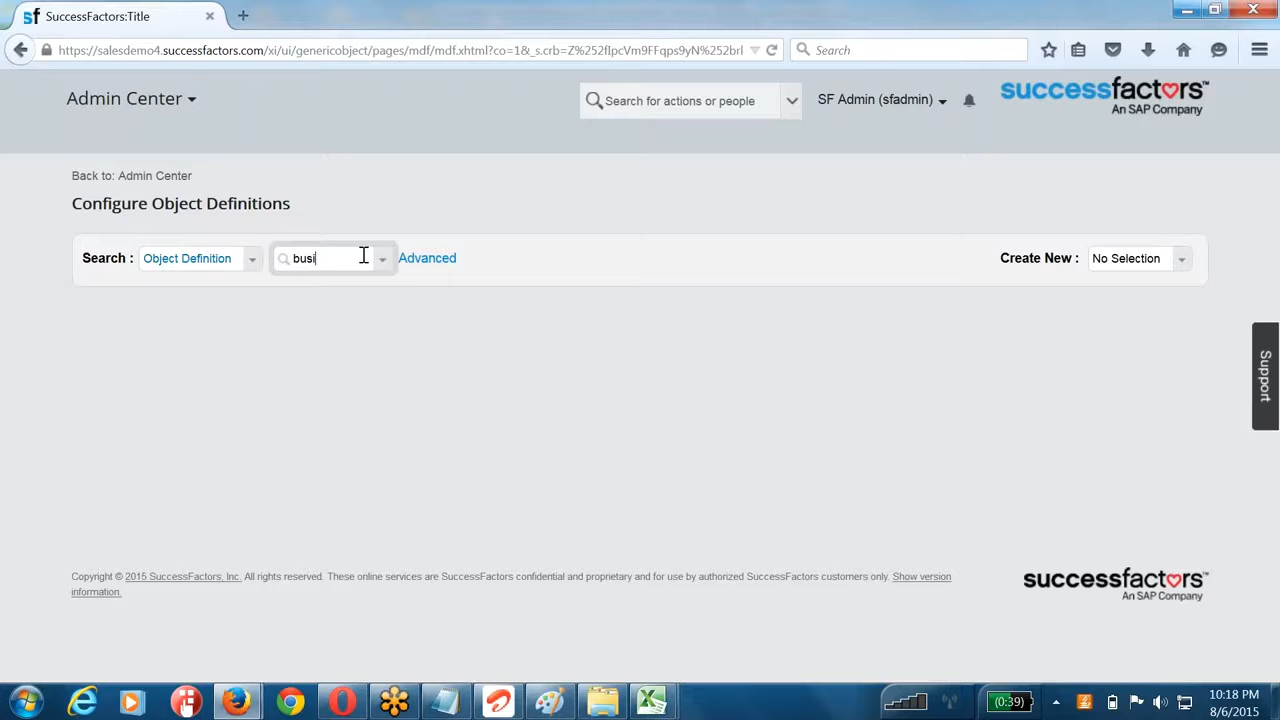 SuccessFactors:Title
https://salesdemo4.successfactors.com/xi/ui/genericobject/pages/mdf/mdf.xhtml?co=1&_s.crb=Z%252fIpcVm9FFqps9yN%252brl
Search
Admin Center
Search for actions or people
SF Admin (sfadmin)
successfactors
An SAP Company
Back to: Admin Center
Configure Object Definitions
Search : Object Definition busi Advanced Create New : No Selection
Support
Copyright © 2015 SuccessFactors, Inc. All rights reserved. These online services are SuccessFactors confidential and proprietary and for use by authorized SuccessFactors customers only. Show version
information.
successfactors
An SAP Company
(0:39)
10:18 PM
8/6/2015